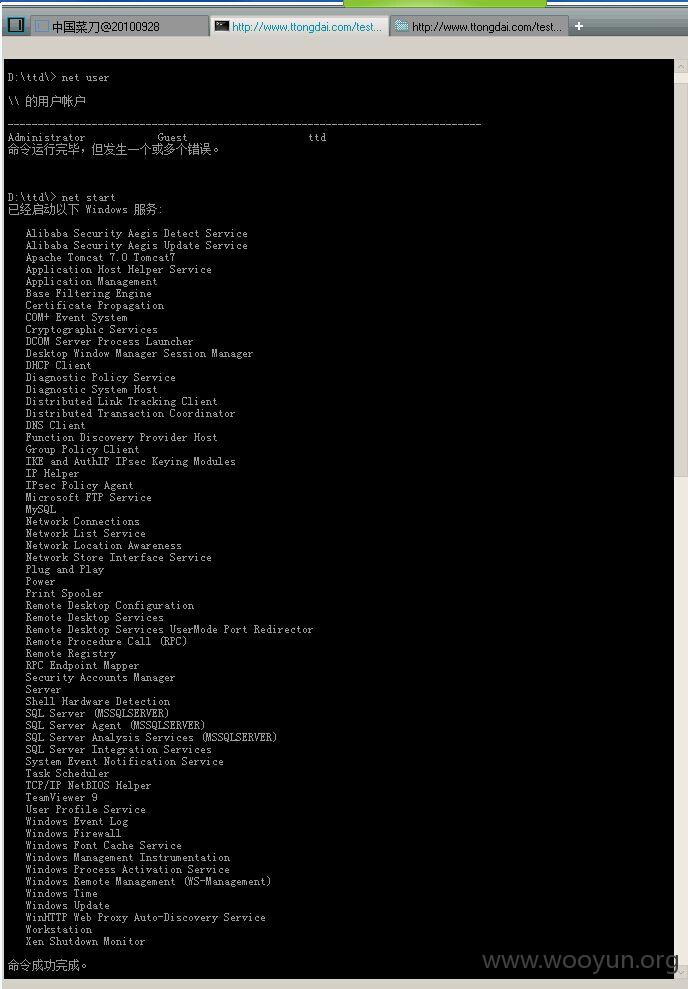 中国菜刀@20100928
http://www.ttongdai.com/test...
http://www.ttongdai.com/test...
D:\ttd\> net user
\\ 的用户帐户
-------------------------------------------------------------------------------
Administrator Guest ttd
命令运行完毕，但发生一个或多个错误。
D:\ttd\> net start
已经启动以下 Windows 服务:
Alibaba Security Aegis Detect Service
Alibaba Security Aegis Update Service
Apache Tomcat 7.0 Tomcat7
Application Host Helper Service
Application Management
Base Filtering Engine
Certificate Propagation
COM+ Event System
Cryptographic Services
DCOM Server Process Launcher
Desktop Window Manager Session Manager
DHCP Client
Diagnostic Policy Service
Diagnostic System Host
Distributed Link Tracking Client
Distributed Transaction Coordinator
DNS Client
Function Discovery Provider Host
Group Policy Client
IKE and AuthIP IPsec Keying Modules
IP Helper
IPsec Policy Agent
Microsoft FTP Service
MySQL
Network Connections
Network List Service
Network Location Awareness
Network Store Interface Service
Plug and Play
Power
Print Spooler
Remote Desktop Configuration
Remote Desktop Services
Remote Desktop Services UserMode Port Redirector
Remote Procedure Call (RPC)
Remote Registry
RPC Endpoint Mapper
Security Accounts Manager
Server
Shell Hardware Detection
SQL Server (MSSQLSERVER)
SQL Server Agent (MSSQLSERVER)
SQL Server Analysis Services (MSSQLSERVER)
SQL Server Integration Services
System Event Notification Service
Task Scheduler
TCP/IP NetBIOS Helper
TeamViewer 9
User Profile Service
Windows Event Log
Windows Firewall
Windows Font Cache Service
Windows Management Instrumentation
Windows Process Activation Service
Windows Remote Management (WS-Management)
Windows Time
Windows Update
WinHTTP Web Proxy Auto-Discovery Service
Workstation
Xen Shutdown Monitor
命令成功完成。
www.wooyun.org